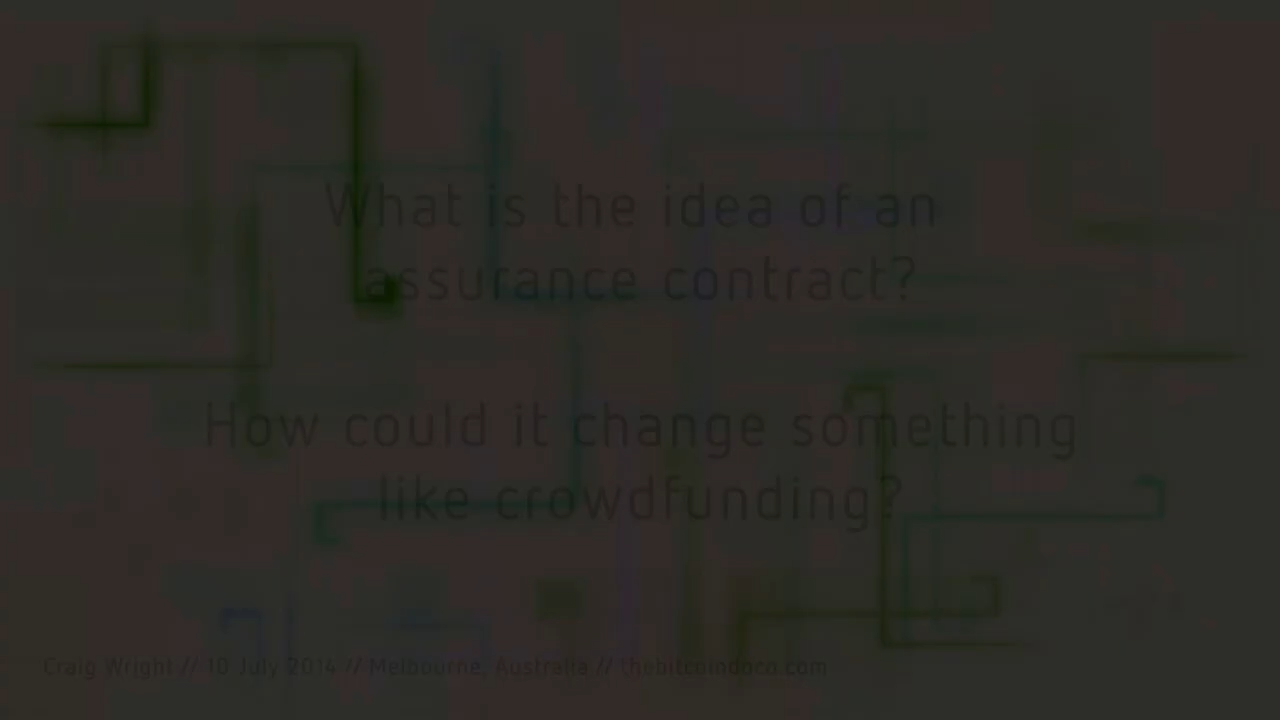 What is the idea of an
assurance contract?
How could it change something
like crowdfunding?
Craig Wright // 10 July 2014 // Melbourne, Australia // thebitcoindoco.com